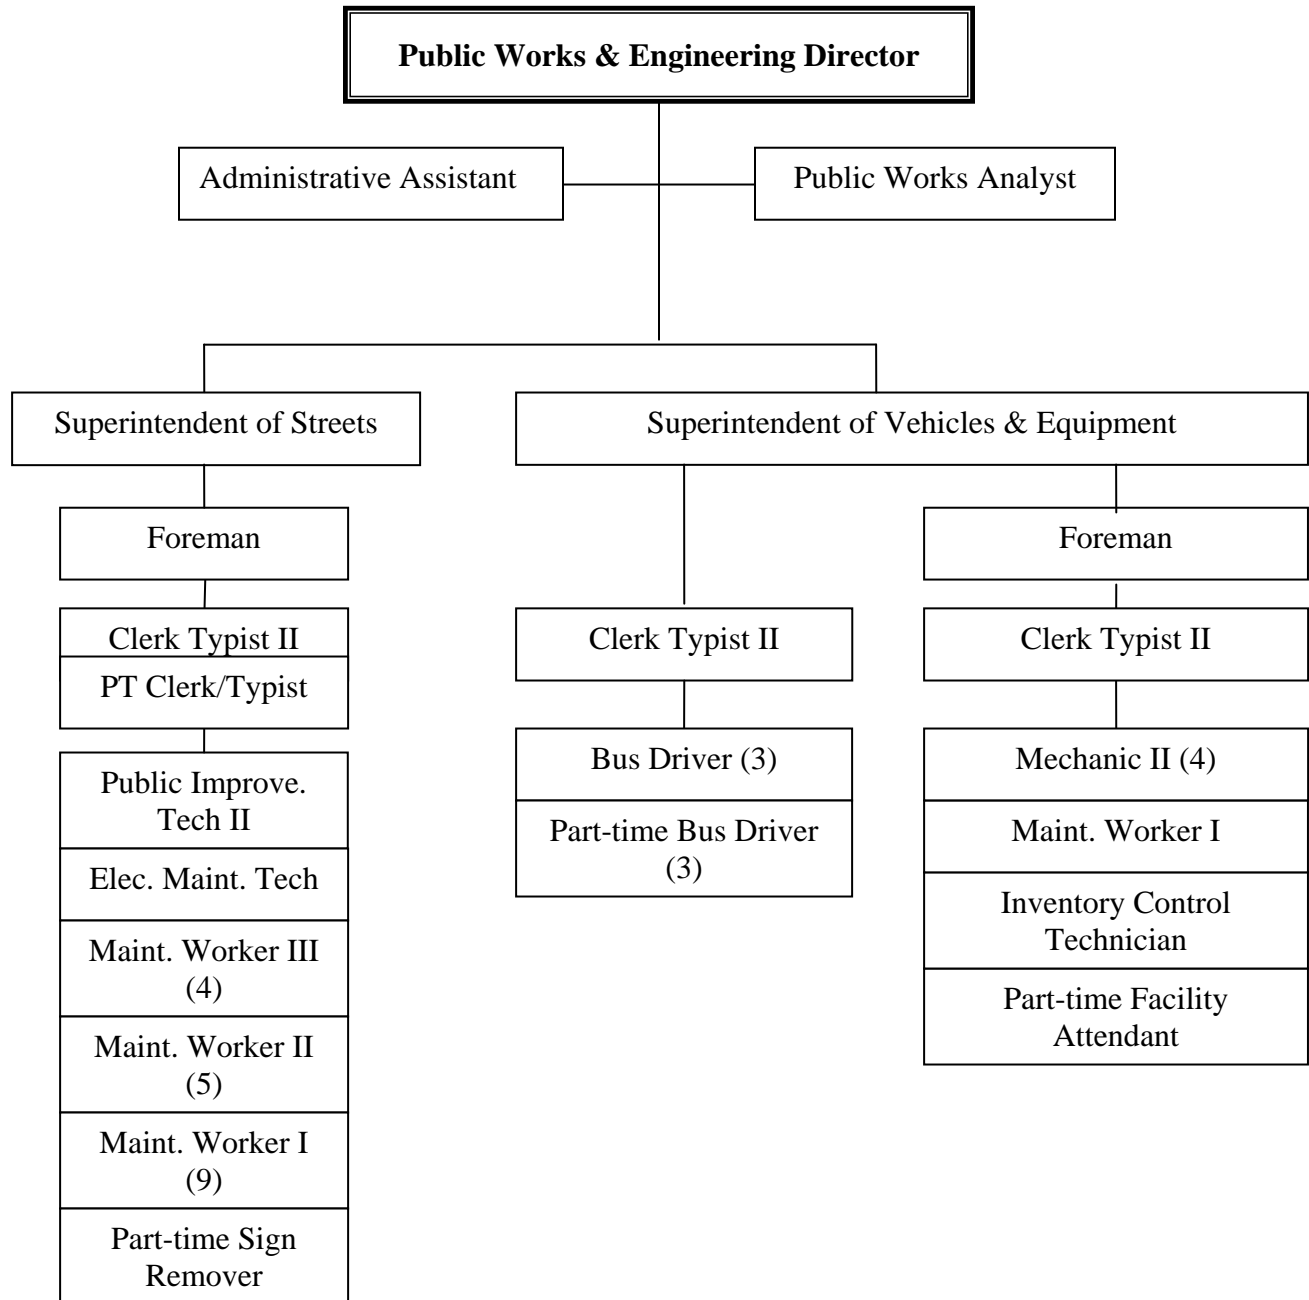 Public Works & Engineering Director
Administrative Assistant
Public Works Analyst
Superintendent of Streets
Superintendent of Vehicles & Equipment
Foreman
Foreman
Clerk Typist II
PT Clerk/Typist
Clerk Typist II
Clerk Typist II
Public Improve.
Tech II
Elec. Maint. Tech
Maint. Worker III
(4)
Maint. Worker II
(5)
Maint. Worker I
(9)
Part-time Sign
Remover
Bus Driver (3)
Part-time Bus Driver
(3)
Mechanic II (4)
Maint. Worker I
Inventory Control
Technician
Part-time Facility
Attendant